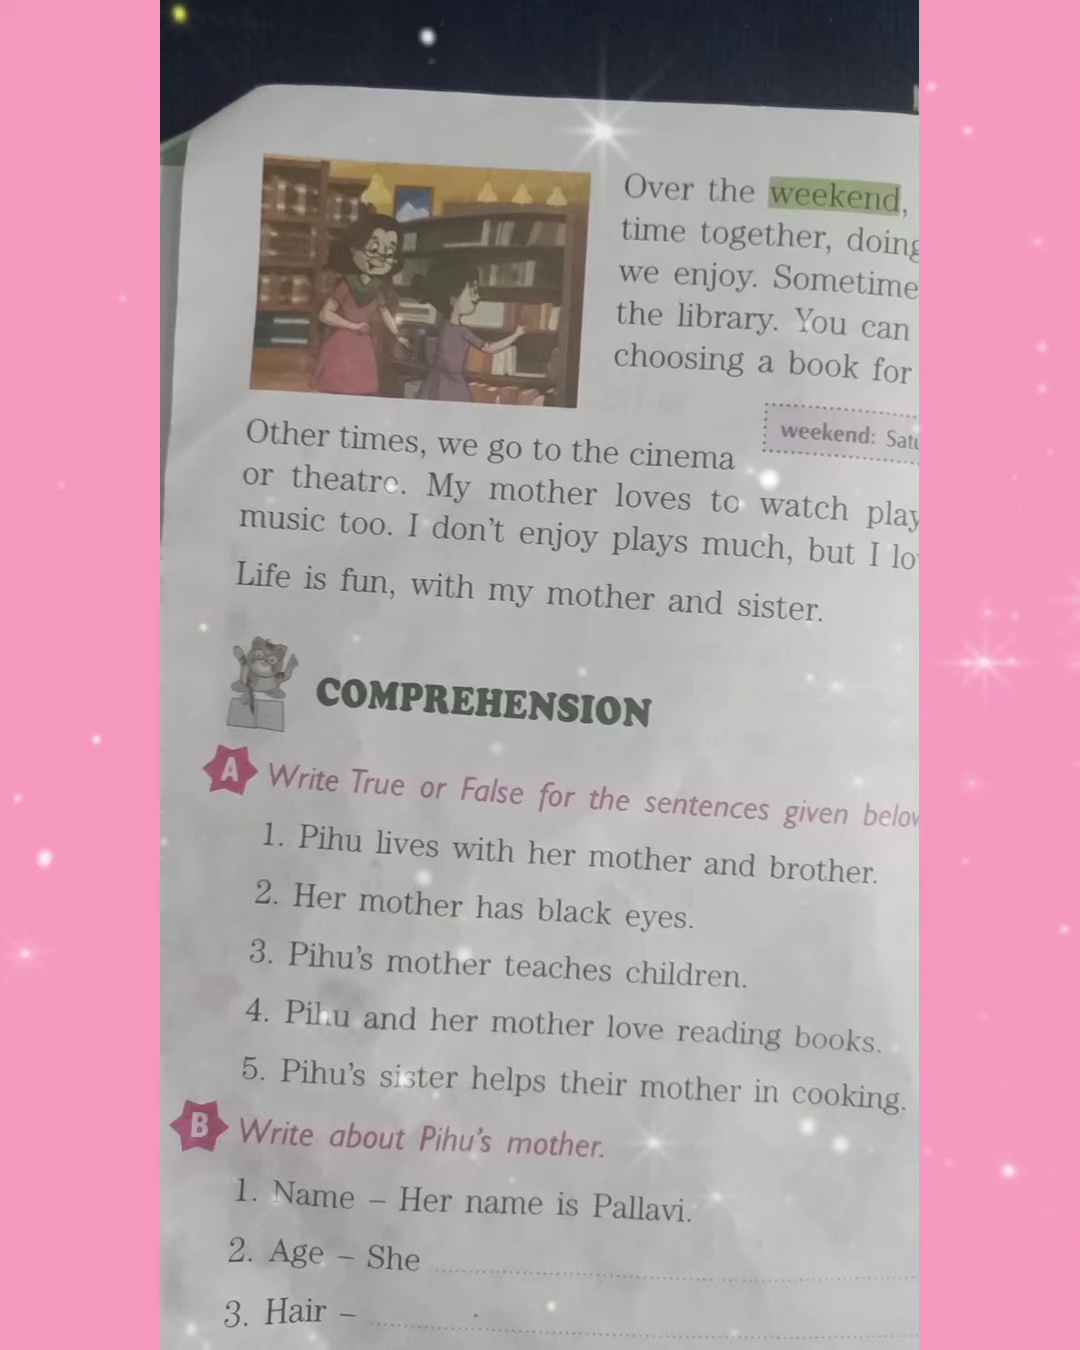 Over the weekend,
time together, doing
we enjoy. Sometime
the library. You can
choosing a book for
weekend: Satu
Other times, we go to the cinema
or theatre. My mother loves to watch play
music too. I don't enjoy plays much, but I lo
Life is fun, with my mother and sister.
COMPREHENSION
A Write True or False for the sentences given below
1. Pihu lives with her mother and brother.
2. Her mother has black eyes.
3. Pihu's mother teaches children.
4. Pihu and her mother love reading books.
5. Pihu's sister helps their mother in cooking.
B Write about Pihu's mother.
1. Name – Her name is Pallavi.
2. Age – She
3. Hair –